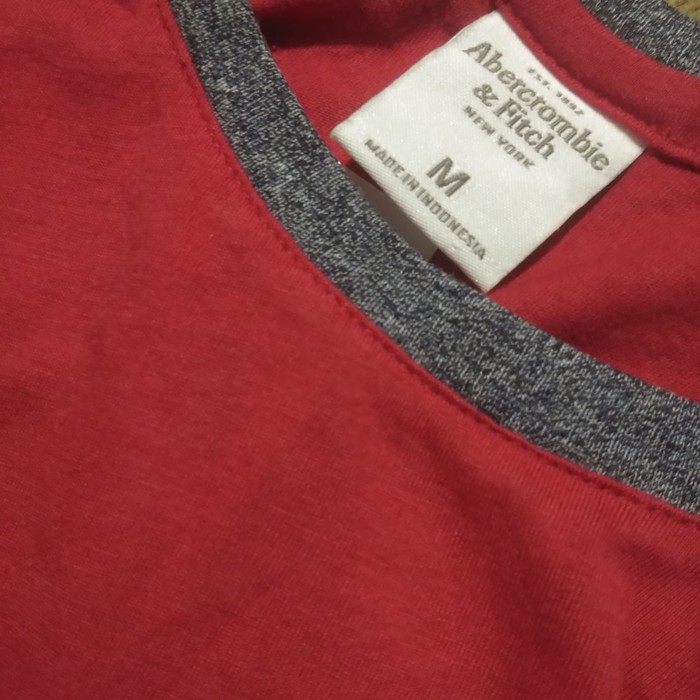 EST. 1892
Abercrombie
& Fitch
NEW YORK
M
MADE IN INDONESIA